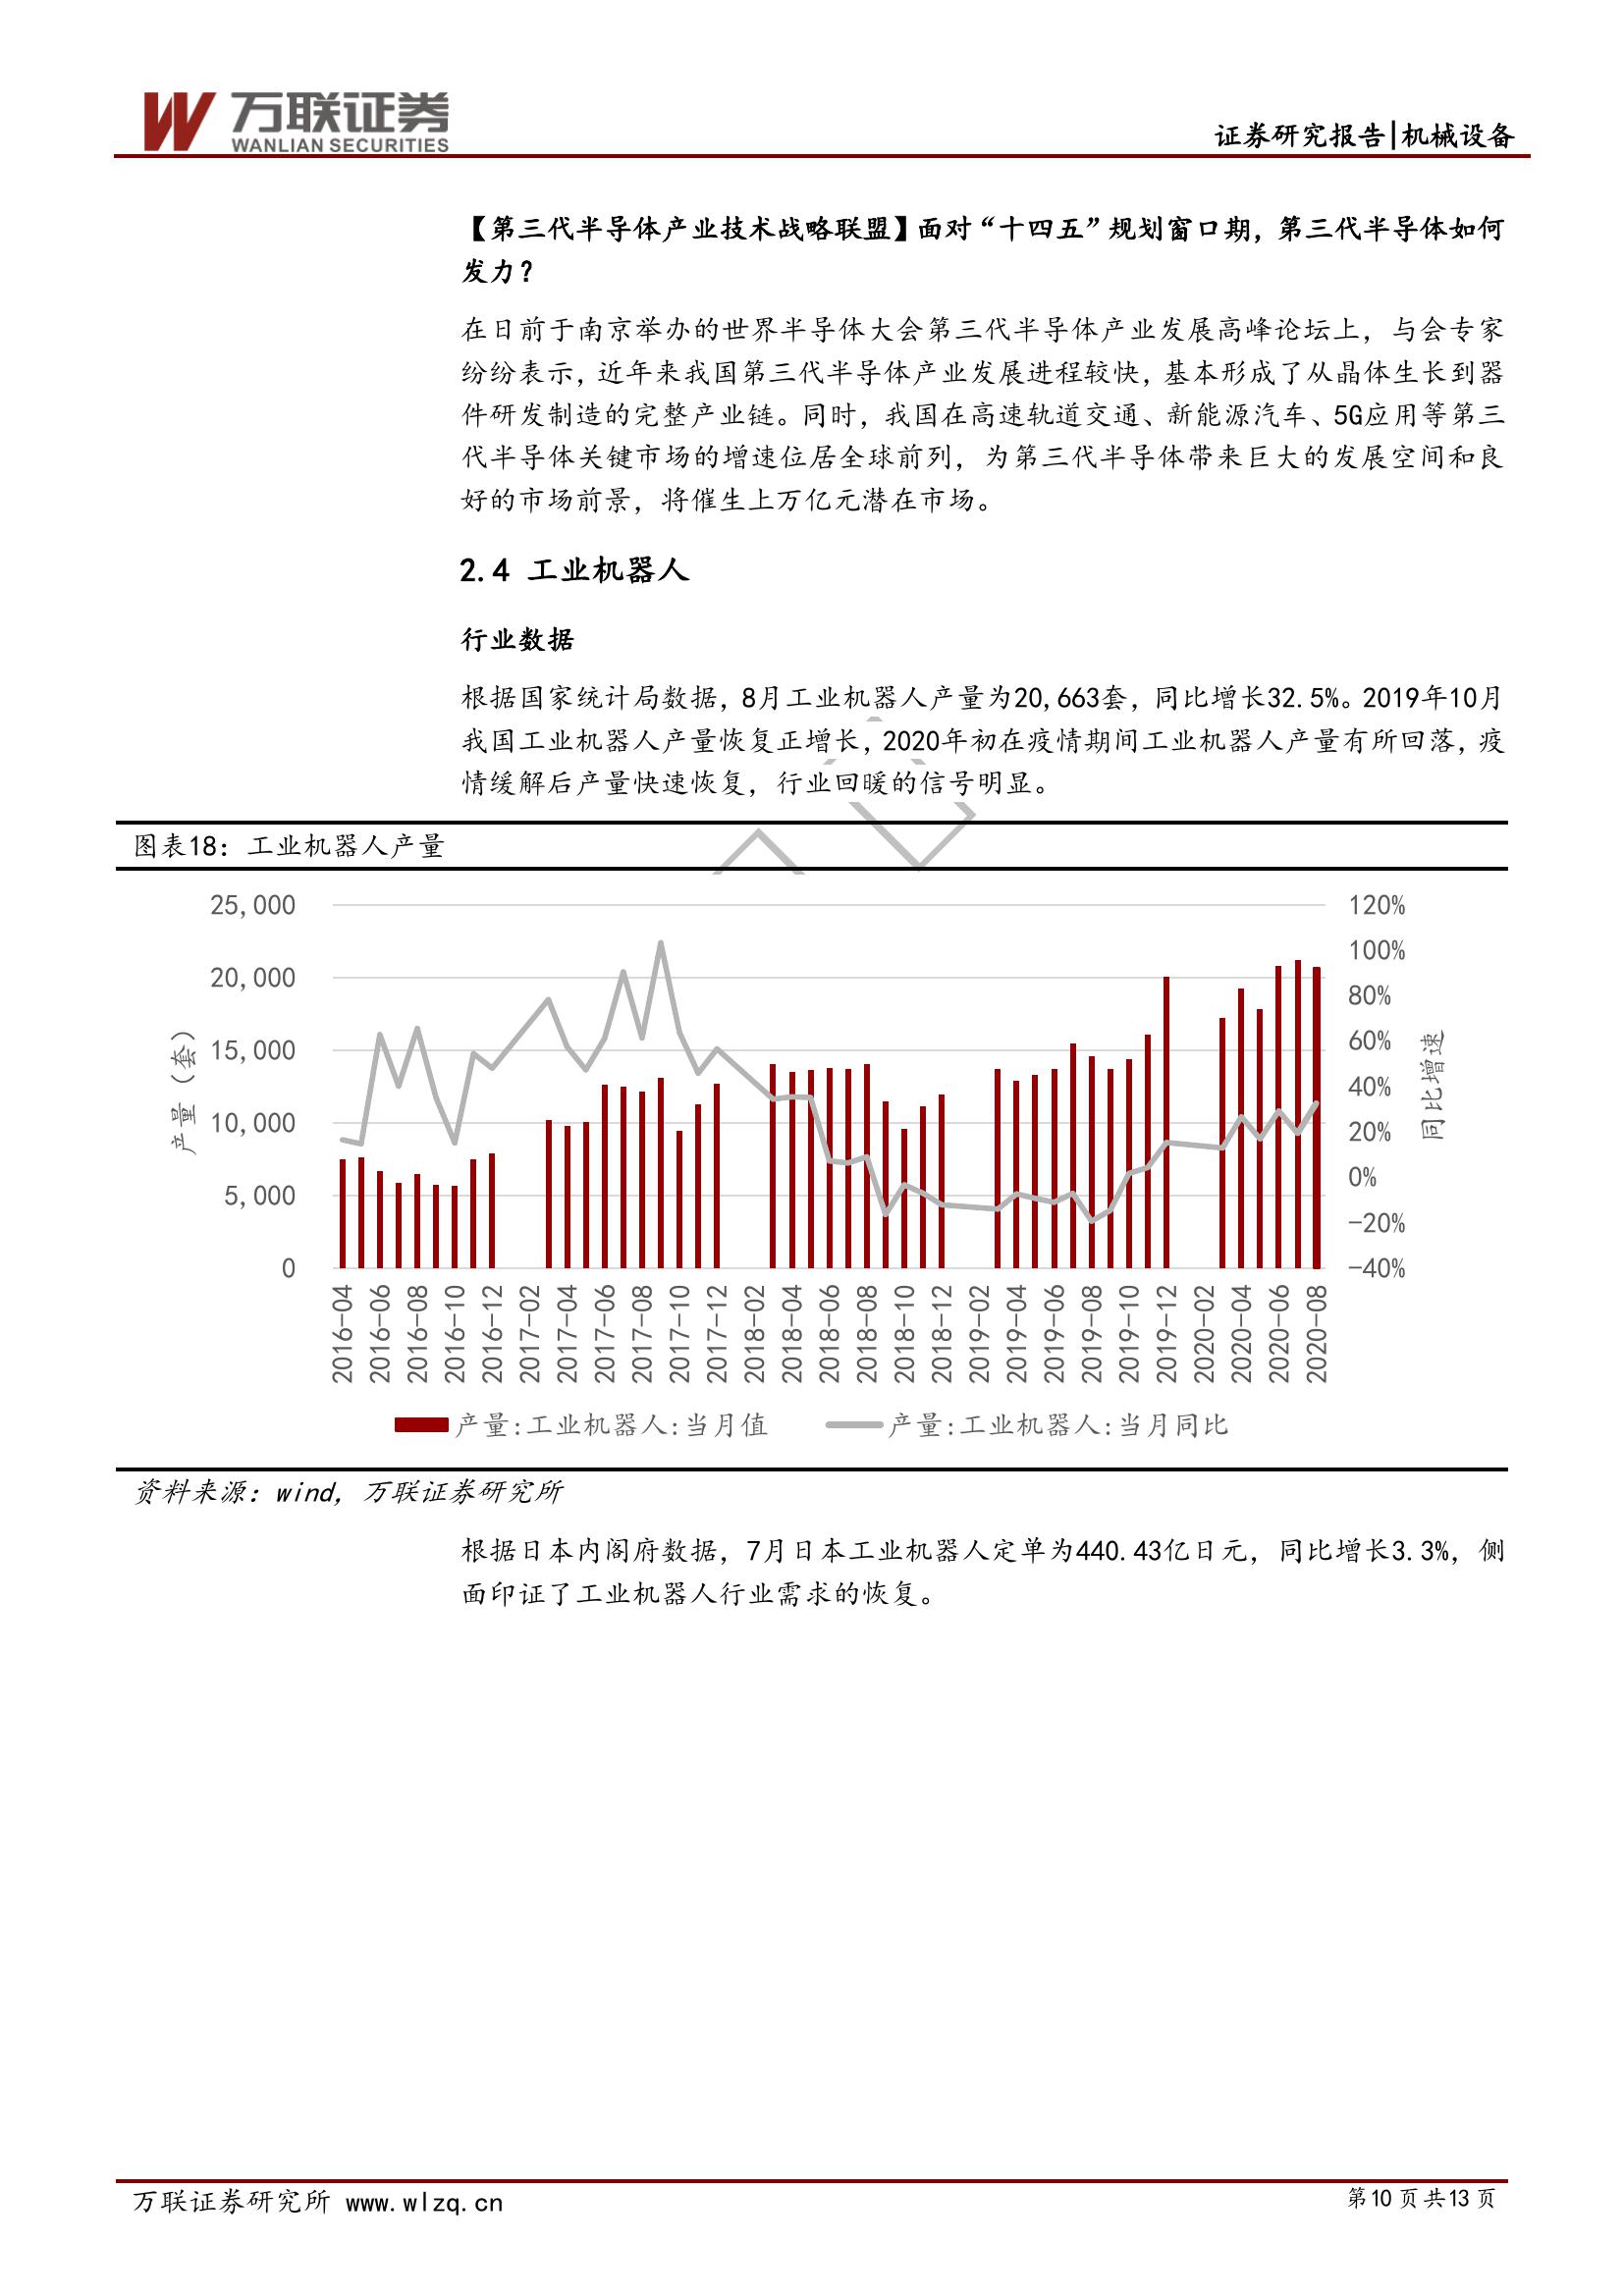 万联证券
WANLIAN SECURITIES
证券研究报告|机械设备
【第三代半导体产业技术战略联盟】面对“十四五”规划窗口期，第三代半导体如何
发力？
在日前于南京举办的世界半导体大会第三代半导体产业发展高峰论坛上，与会专家
纷纷表示，近年来我国第三代半导体产业发展进程较快，基本形成了从晶体生长到器
件研发制造的完整产业链。同时，我国在高速轨道交通、新能源汽车、5G应用等第三
代半导体关键市场的增速位居全球前列，为第三代半导体带来巨大的发展空间和良
好的市场前景，将催生上万亿元潜在市场。
2.4 工业机器人
行业数据
根据国家统计局数据，8月工业机器人产量为20,663套，同比增长32.5%。2019年10月
我国工业机器人产量恢复正增长，2020年初在疫情期间工业机器人产量有所回落，疫
情缓解后产量快速恢复，行业回暖的信号明显。
图表18：工业机器人产量
产量（套）
25,000
20,000
15,000
10,000
5,000
0
120%
100%
80%
60%
40%
20%
0%
-20%
-40%
同比增速
2016-04
2016-06
2016-08
2016-10
2016-12
2017-02
2017-04
2017-06
2017-08
2017-10
2017-12
2018-02
2018-04
2018-06
2018-08
2018-10
2018-12
2019-02
2019-04
2019-06
2019-08
2019-10
2019-12
2020-02
2020-04
2020-06
2020-08
产量:工业机器人:当月值
产量:工业机器人:当月同比
资料来源：wind，万联证券研究所
根据日本内阁府数据，7月日本工业机器人定单为440.43亿日元，同比增长3.3%，侧
面印证了工业机器人行业需求的恢复。
万联证券研究所 www.wlzq.cn
第10 页 共13 页